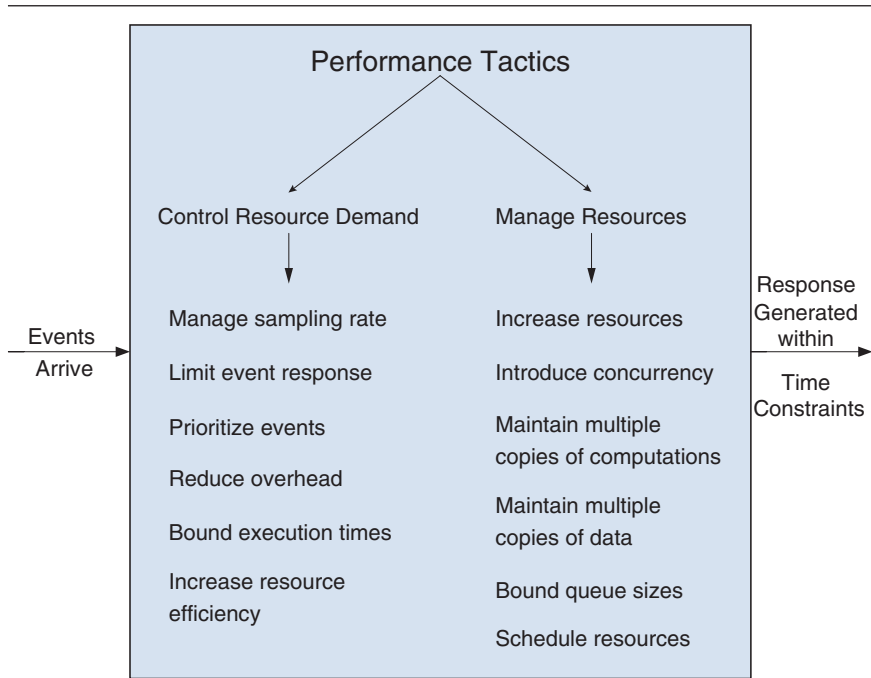 Performance Tactics
Control Resource Demand
Manage Resources
Events
Arrive
Manage sampling rate
Limit event response
Prioritize events
Reduce overhead
Bound execution times
Increase resource
efficiency
Increase resources
Introduce concurrency
Maintain multiple
copies of computations
Maintain multiple
copies of data
Bound queue sizes
Schedule resources
Response
Generated
within
Time
Constraints